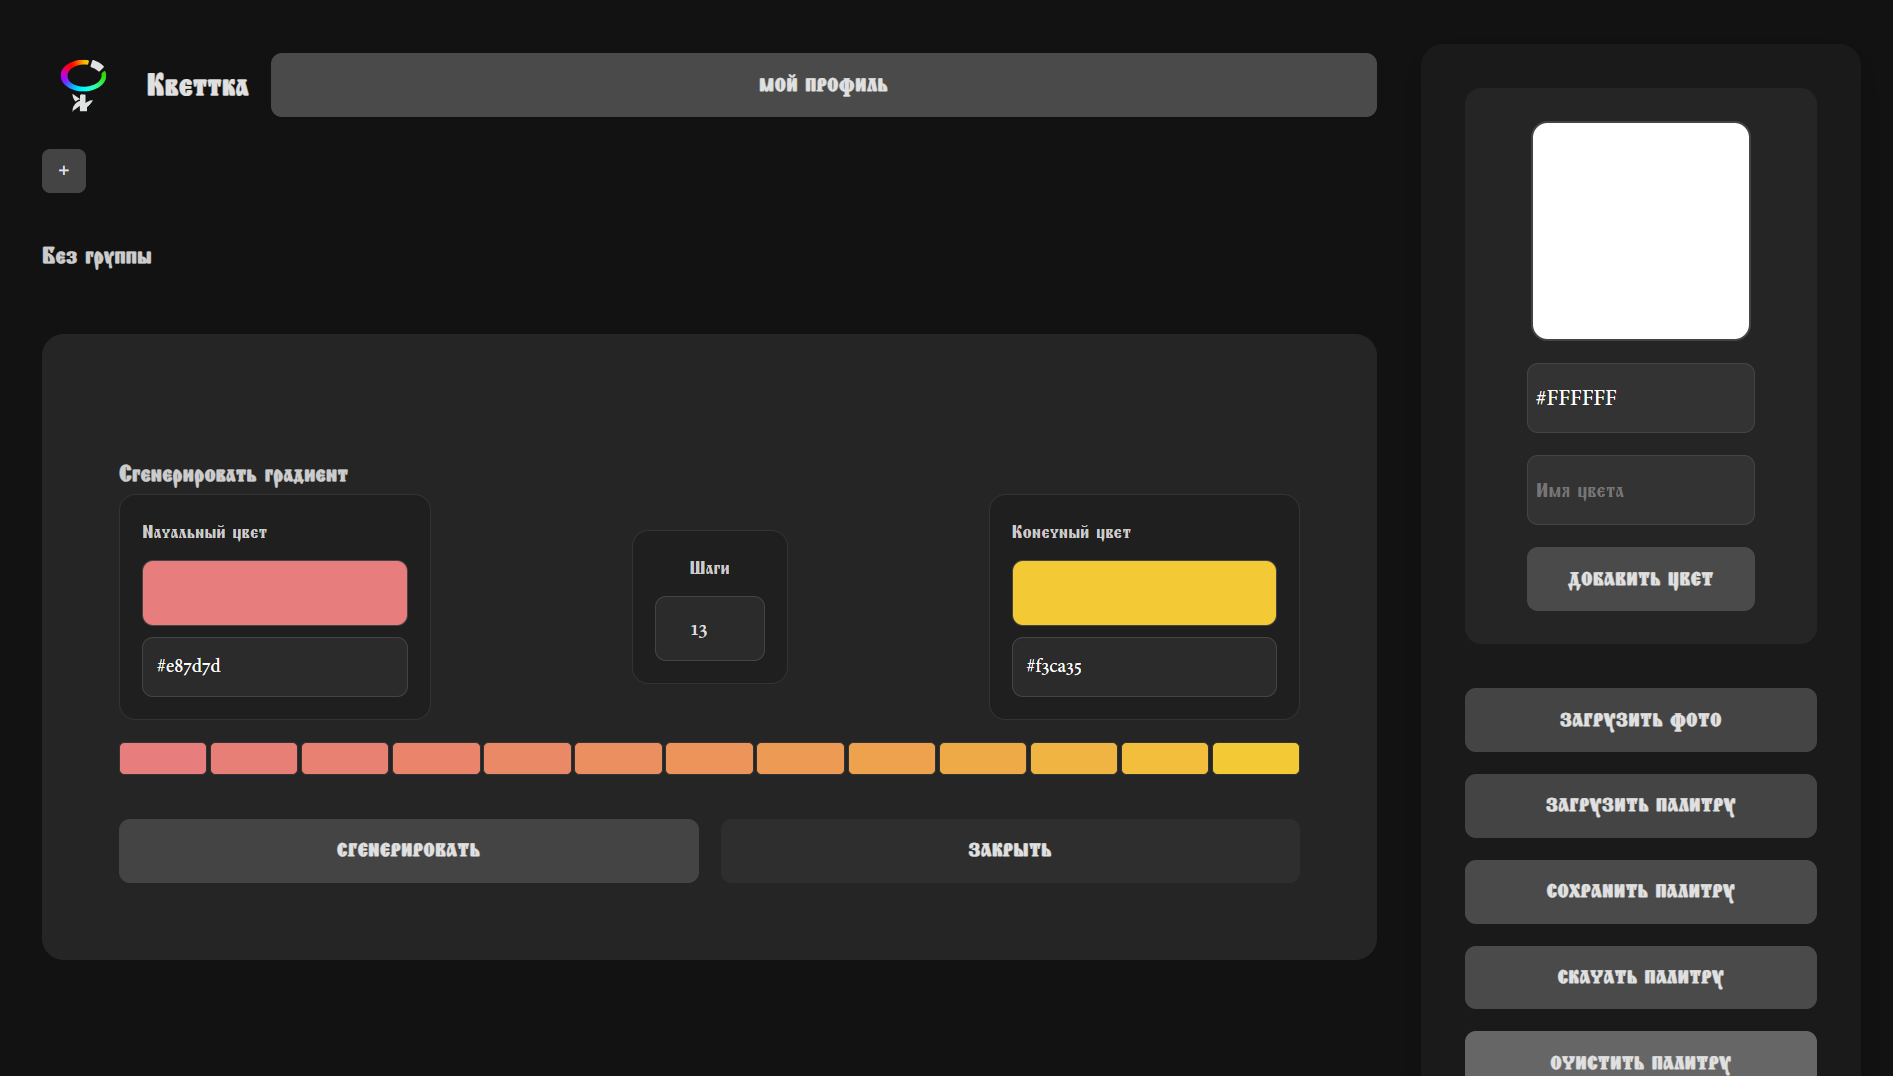 Кветтка
МОЙ ПРОФИЛЬ
+
Без группы
Сгенерировать градиент
Начальный цвет
#e87d7d
Шаги
13
Конечный цвет
#f3ca35
СГЕНЕРИРОВАТЬ
ЗАКРЫТЬ
#FFFFFF
Имя цвета
ДОБАВИТЬ ЦВЕТ
ЗАГРУЗИТЬ ФОТО
ЗАГРУЗИТЬ ПАЛИТРУ
СОХРАНИТЬ ПАЛИТРУ
СКАЧАТЬ ПАЛИТРУ
ОЧИСТИТЬ ПАЛИТРУ